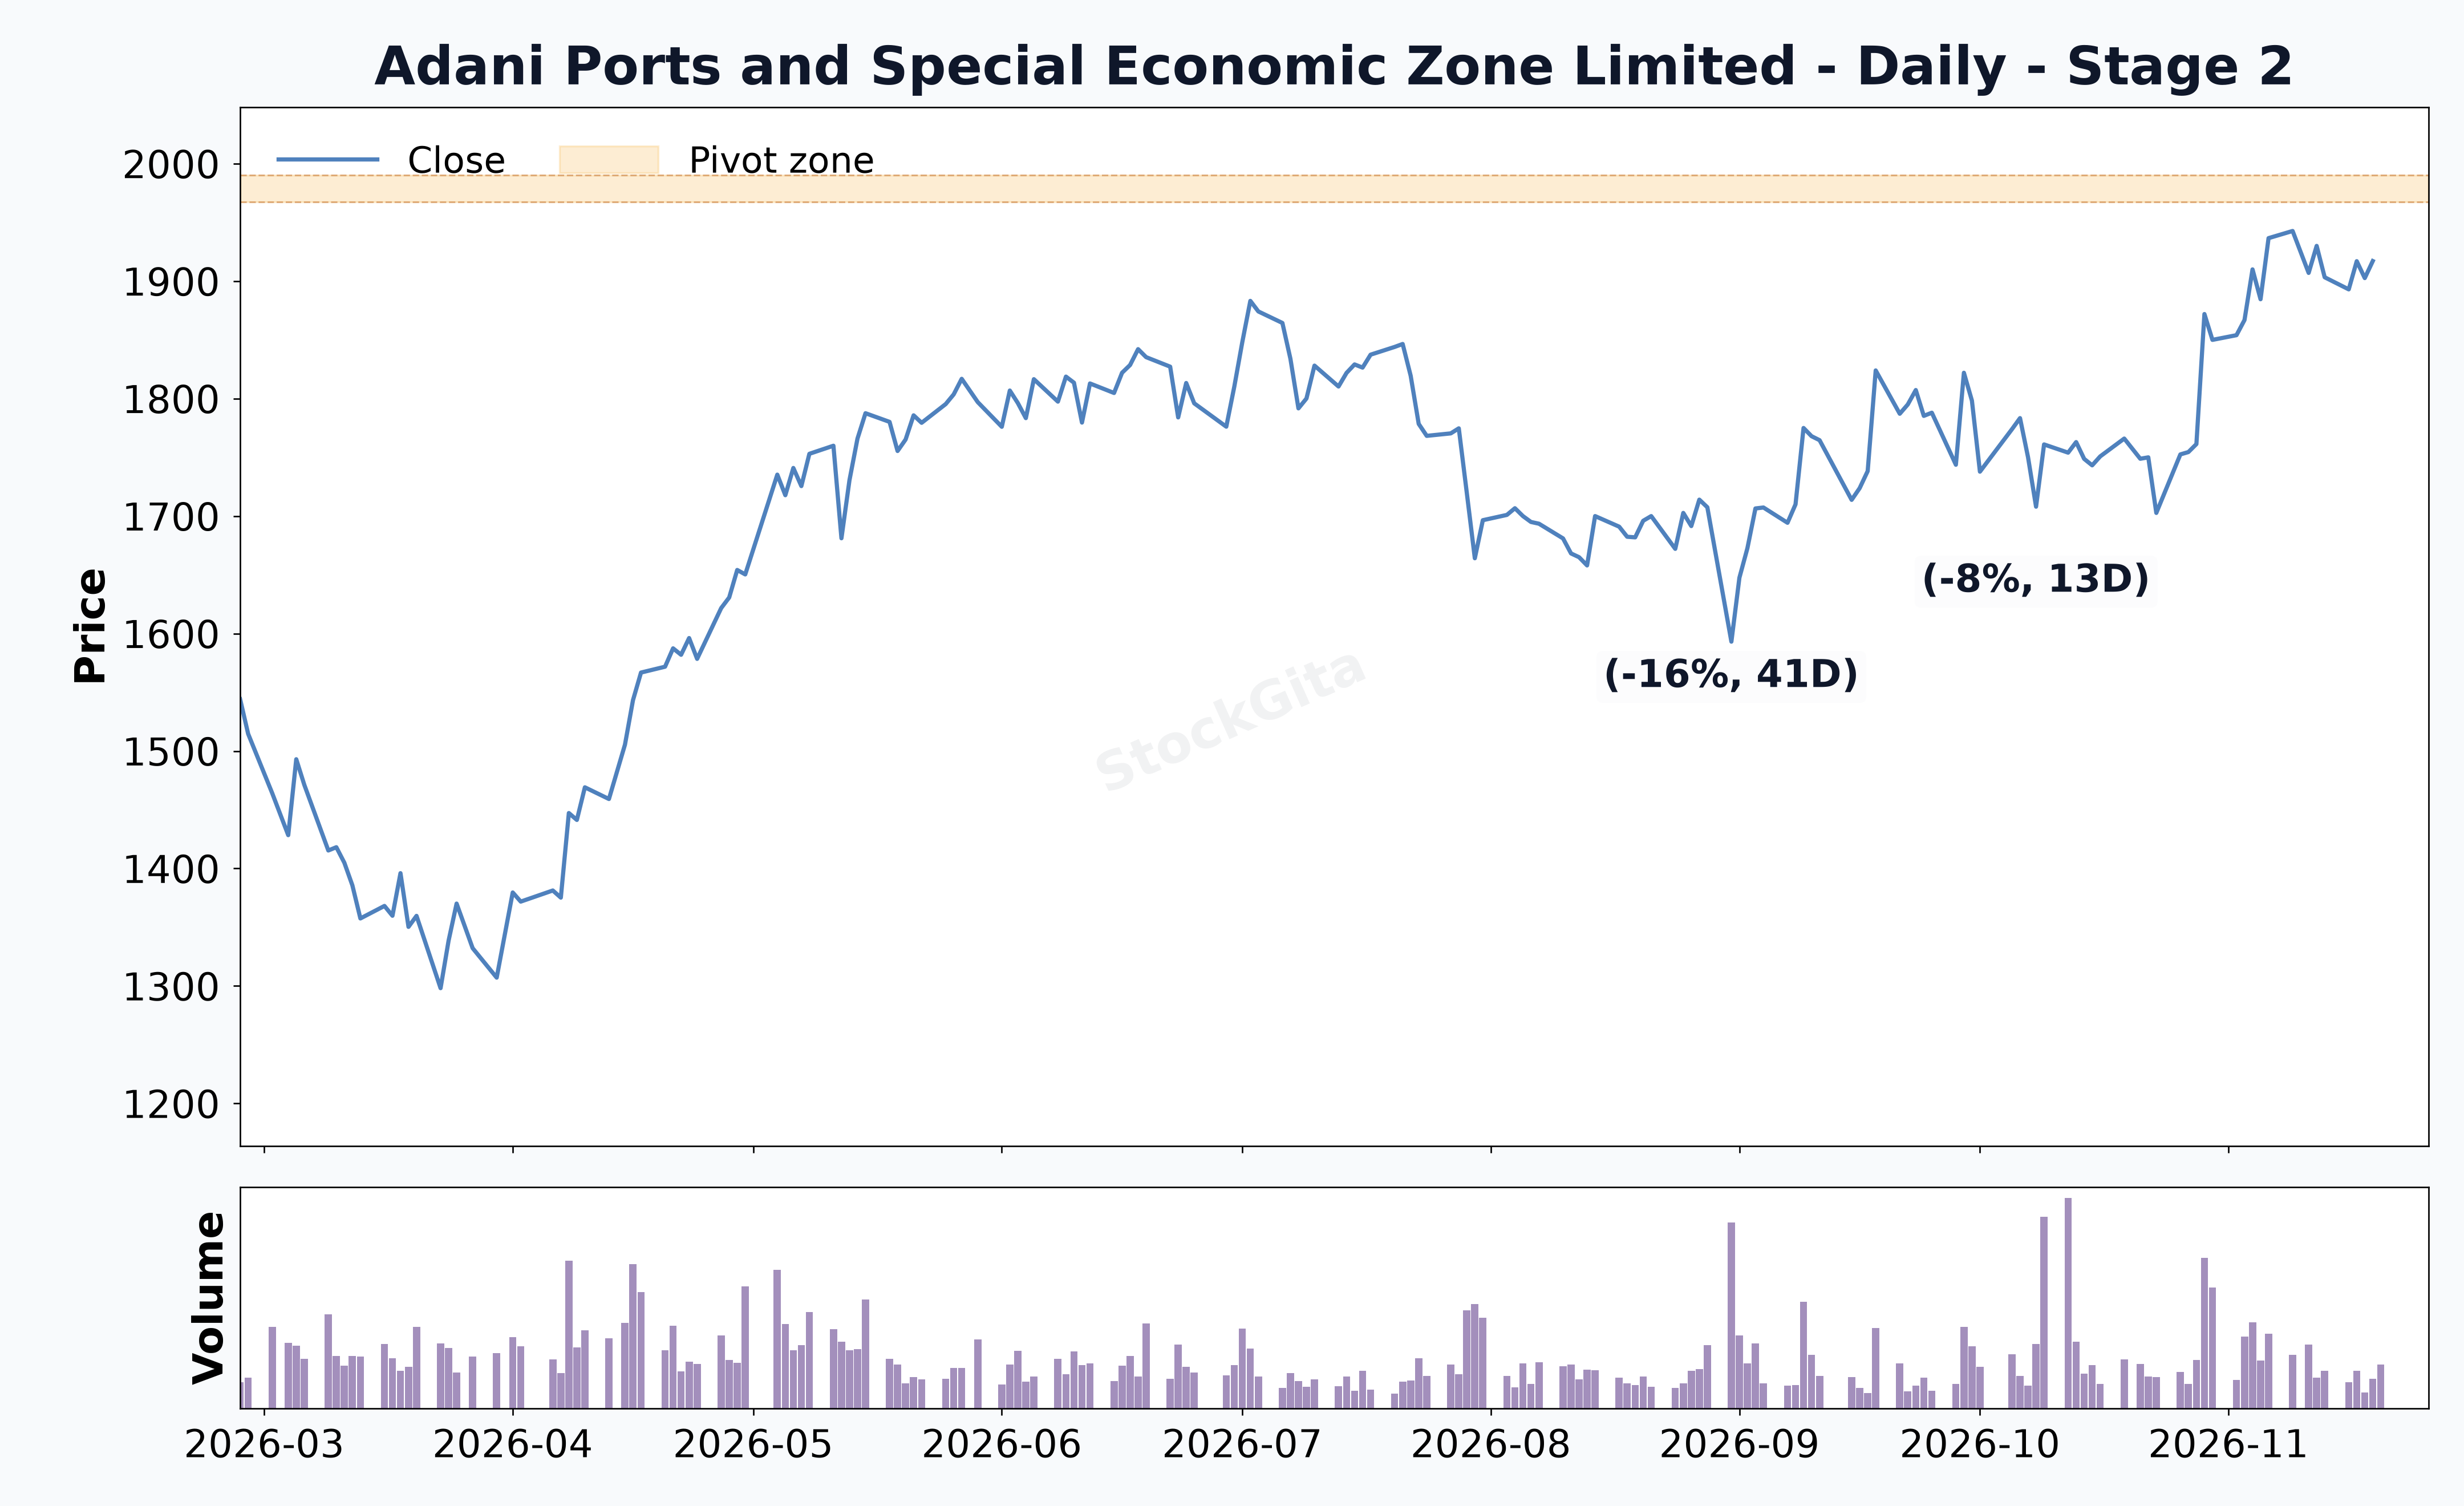 Adani Ports and Special Economic Zone Limited - Daily - Stage 2
Close
Pivot zone
2000
1900
1800
1700
1600
1500
1400
1300
1200
Price
(-8%, 13D)
(-16%, 41D)
StockGita
Volume
2026-03
2026-04
2026-05
2026-06
2026-07
2026-08
2026-09
2026-10
2026-11